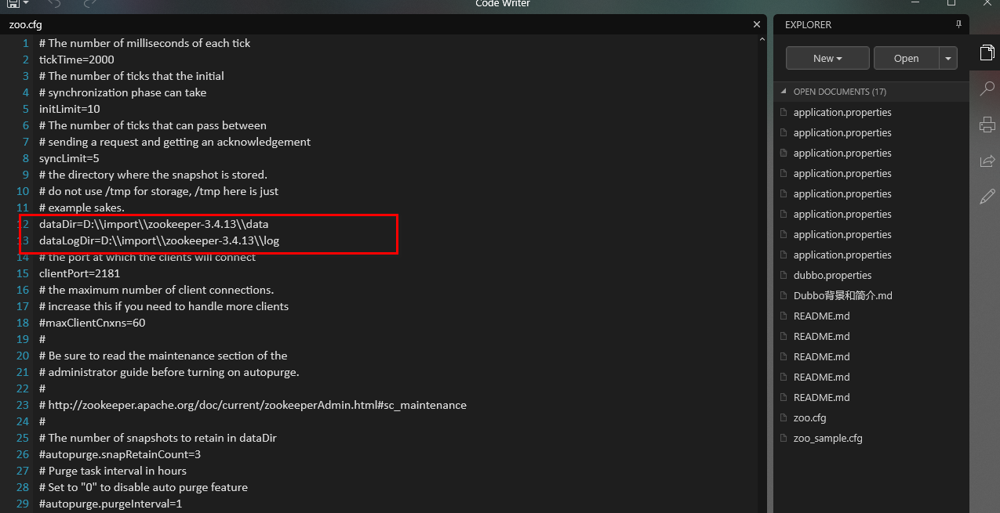 Code Writer
zoo.cfg
1 # The number of milliseconds of each tick
2 tickTime=2000
3 # The number of ticks that the initial
4 # synchronization phase can take
5 initLimit=10
6 # The number of ticks that can pass between
7 # sending a request and getting an acknowledgement
8 syncLimit=5
9 # the directory where the snapshot is stored.
10 # do not use /tmp for storage, /tmp here is just
11 # example sakes.
12 dataDir=D:\\import\\zookeeper-3.4.13\\data
13 dataLogDir=D:\\import\\zookeeper-3.4.13\\log
14 # the port at which the clients will connect
15 clientPort=2181
16 # the maximum number of client connections.
17 # increase this if you need to handle more clients
18 #maxClientCnxns=60
19 #
20 # Be sure to read the maintenance section of the
21 # administrator guide before turning on autopurge.
22 #
23 # http://zookeeper.apache.org/doc/current/zookeeperAdmin.html#sc_maintenance
24 #
25 # The number of snapshots to retain in dataDir
26 #autopurge.snapRetainCount=3
27 # Purge task interval in hours
28 # Set to "0" to disable auto purge feature
29 #autopurge.purgeInterval=1
EXPLORER
New
Open
OPEN DOCUMENTS (17)
application.properties
application.properties
application.properties
application.properties
application.properties
application.properties
application.properties
application.properties
dubbo.properties
Dubbo背景和简介.md
README.md
README.md
README.md
README.md
README.md
zoo.cfg
zoo_sample.cfg